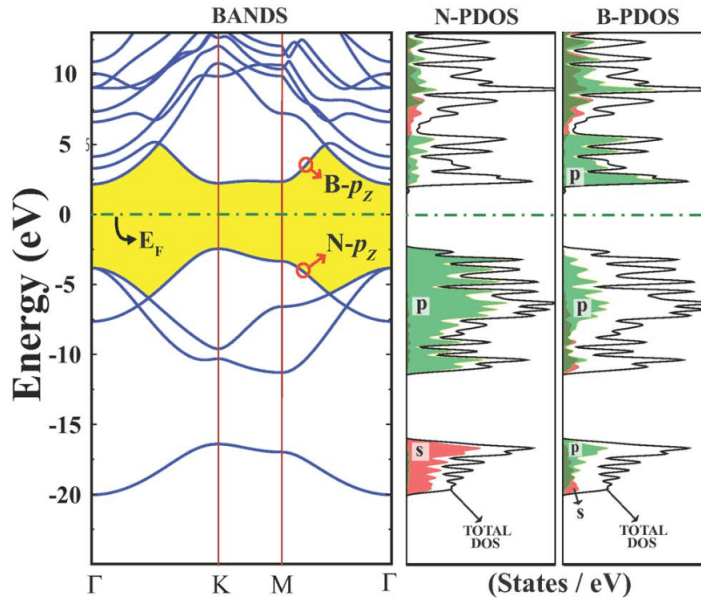 BANDS N-PDOS B-PDOS
Energy (eV)
10
5
5
0
-5
-10
-15
-20
B-pZ
EF
N-pZ
p
p
p
s
p
s
TOTAL
DOS
TOTAL
DOS
Γ K M Γ
(States / eV)